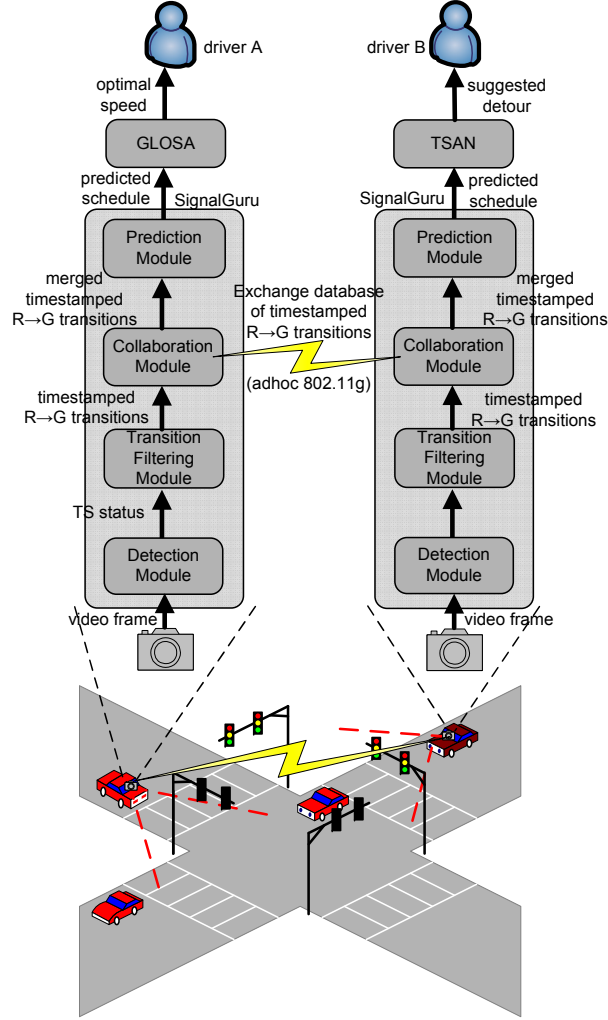 driver A
driver B
optimal
speed
suggested
detour
GLOSA
TSAN
predicted
schedule
SignalGuru
SignalGuru
predicted
schedule
Prediction
Module
Prediction
Module
merged
timestamped
R→G transitions
Exchange database
of timestamped
R→G transitions
merged
timestamped
R→G transitions
Collaboration
Module
(adhoc 802.11g)
Collaboration
Module
timestamped
R→G transitions
timestamped
R→G transitions
Transition
Filtering
Module
Transition
Filtering
Module
TS status
Detection
Module
Detection
Module
video frame
video frame